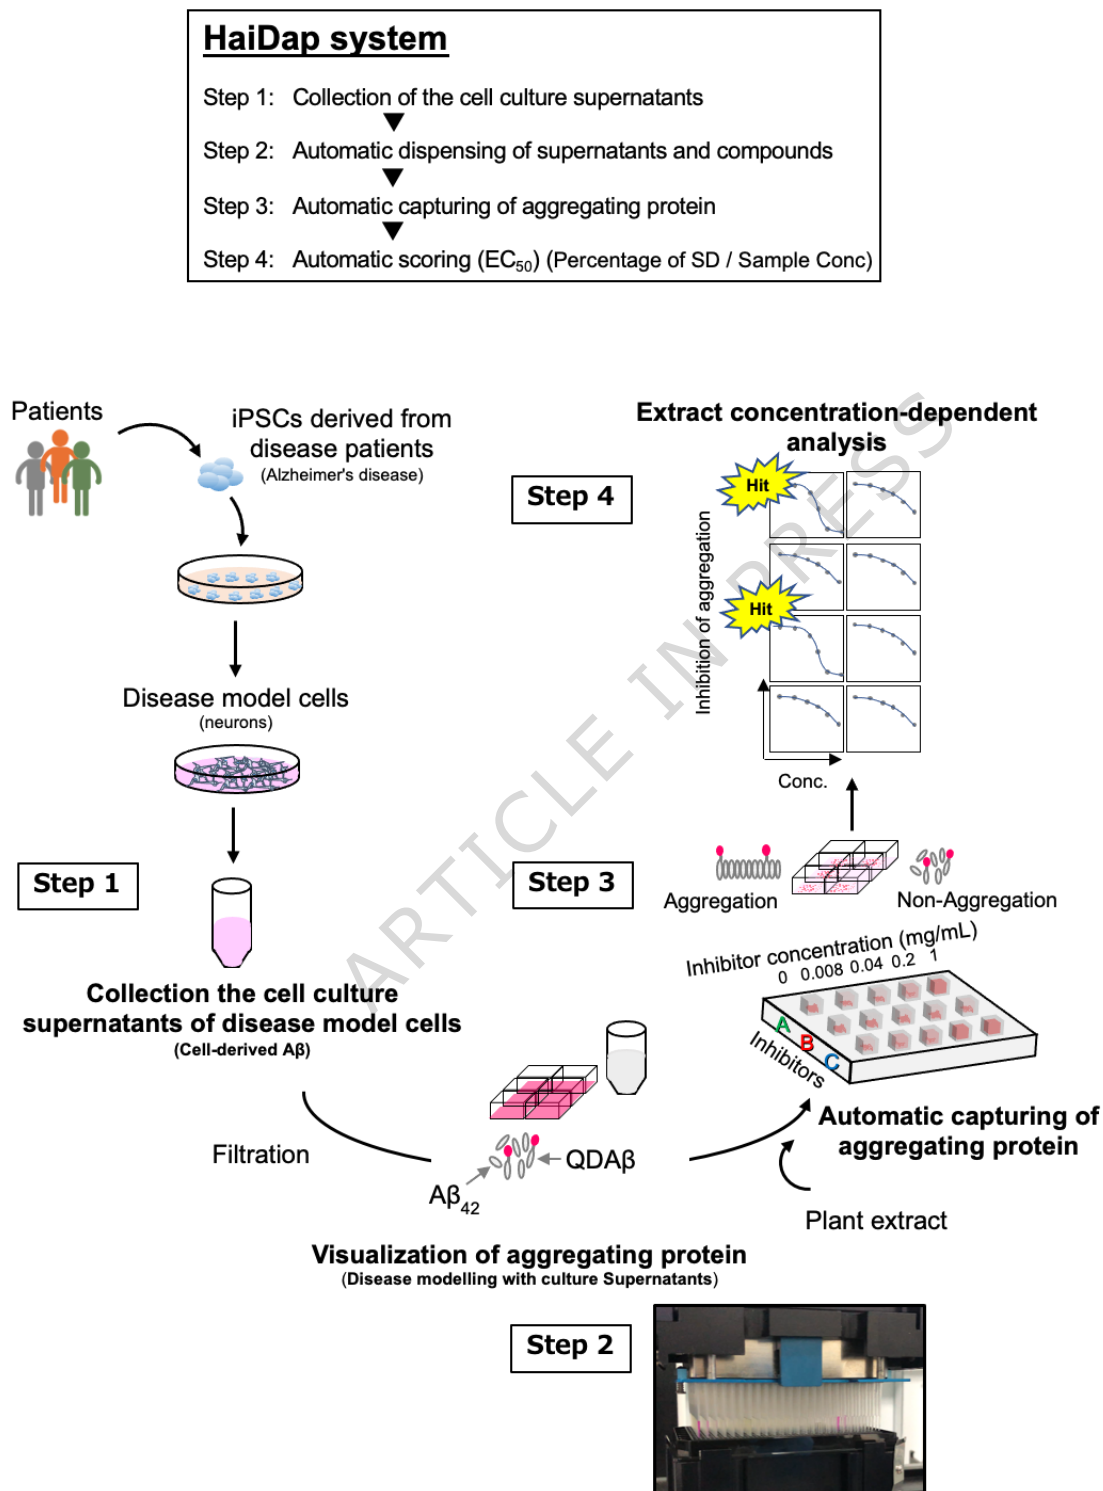 HaiDap system
Step 1: Collection of the cell culture supernatants
Step 2: Automatic dispensing of supernatants and compounds
Step 3: Automatic capturing of aggregating protein
Step 4: Automatic scoring (EC50) (Percentage of SD / Sample Conc)
Patients
iPSCs derived from
disease patients
(Alzheimer's disease)
Disease model cells
(neurons)
Step 1
Collection the cell culture
supernatants of disease model cells
(Cell-derived Aβ)
Filtration
Aβ42
QDAβ
Visualization of aggregating protein
(Disease modelling with culture Supernatants)
Step 2
Plant extract
Automatic capturing of
aggregating protein
Inhibitor concentration (mg/mL)
0 0.008 0.04 0.2 1
A
B
C
Inhibitors
Step 3
Aggregation
Non-Aggregation
Step 4
Extract concentration-dependent
analysis
Hit
Hit
Inhibition of aggregation
Conc.
ARTICLE IN PRESS